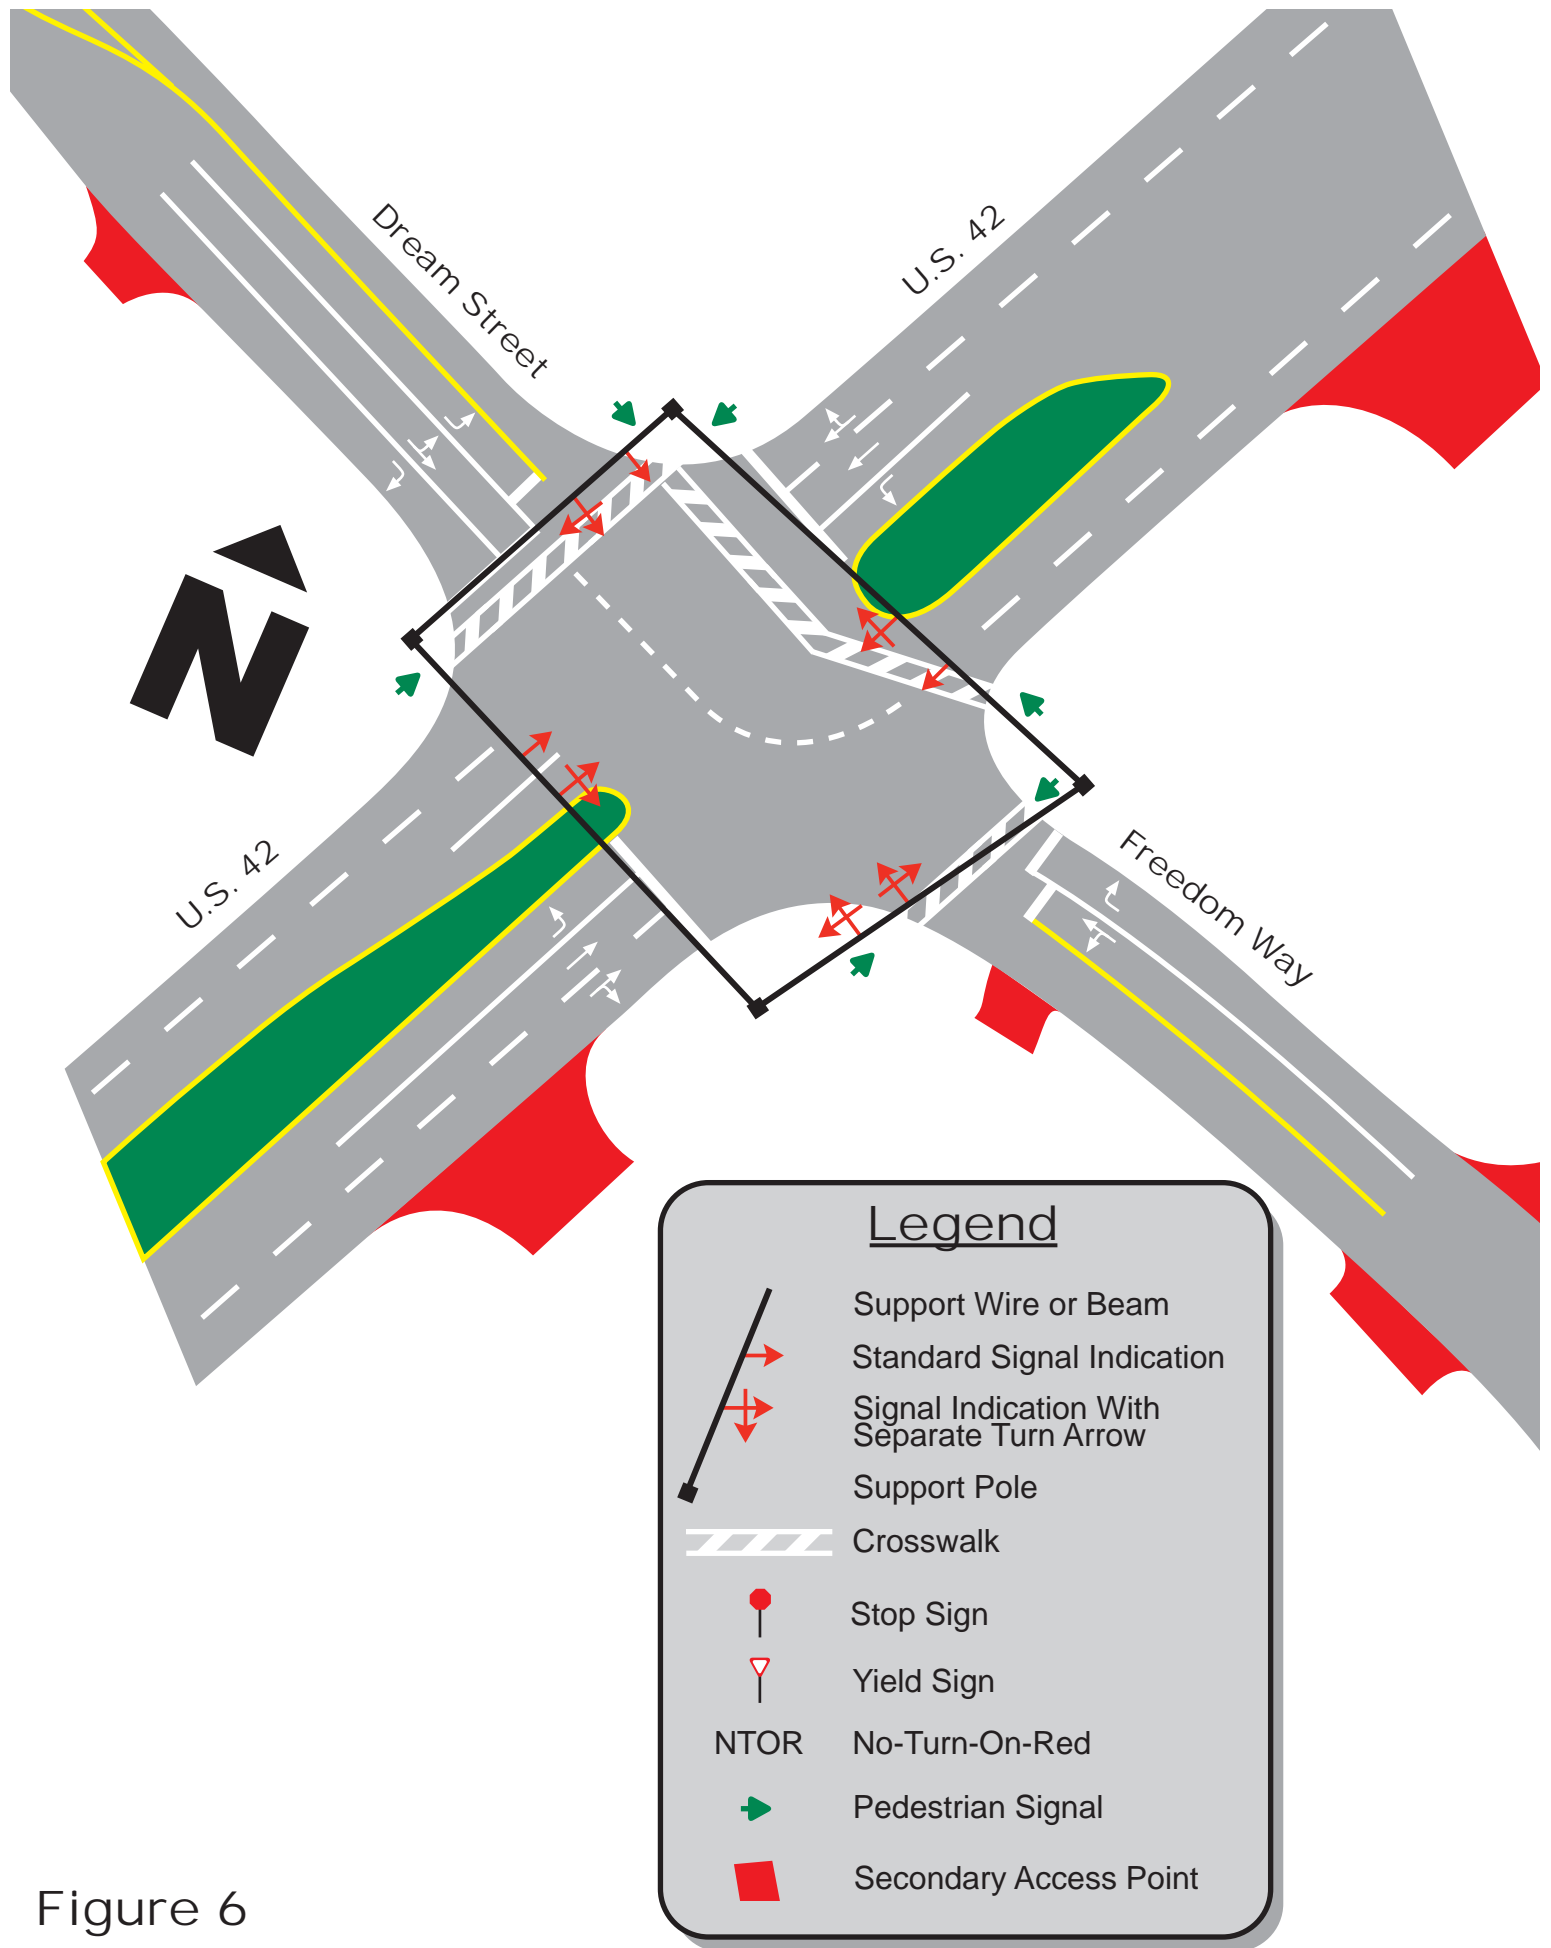 Dream Street
U.S. 42
N
U.S. 42
Freedom Way
Legend
Support Wire or Beam
Standard Signal Indication
Signal Indication With
Separate Turn Arrow
Support Pole
Crosswalk
Stop Sign
Yield Sign
NTOR No-Turn-On-Red
Pedestrian Signal
Secondary Access Point
Figure 6